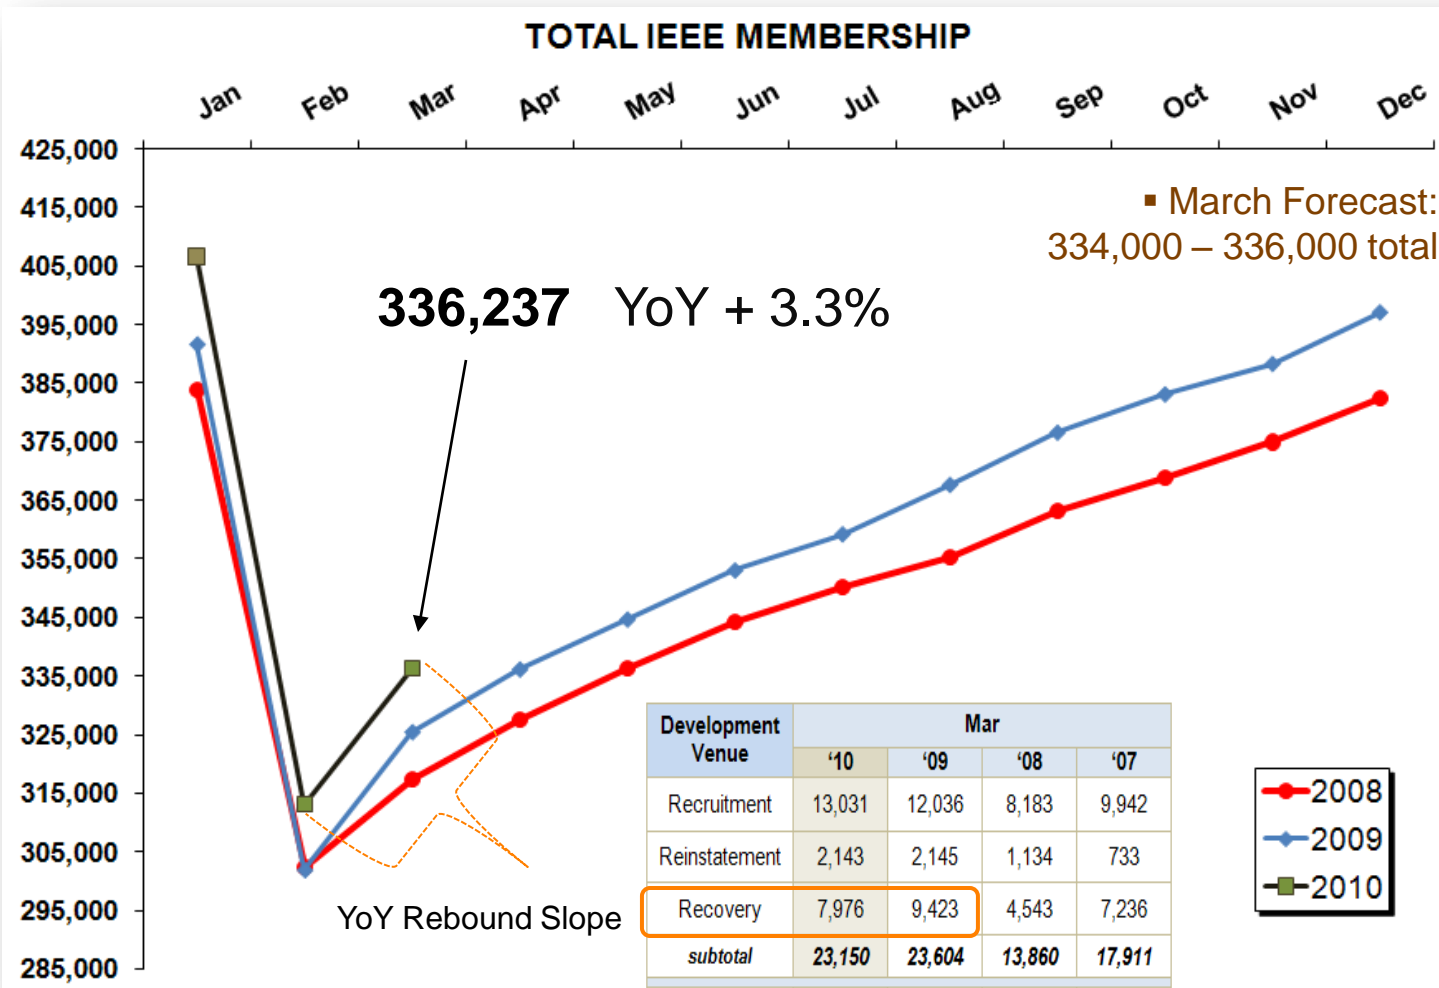 TOTAL IEEE MEMBERSHIP
Jan Feb Mar Apr May Jun Jul Aug Sep Oct Nov Dec
425,000
415,000
405,000
395,000
385,000
375,000
365,000
355,000
345,000
335,000
325,000
315,000
305,000
295,000
285,000
▪ March Forecast:
334,000 – 336,000 total
336,237 YoY + 3.3%
YoY Rebound Slope
Development Venue Mar
‘10 ‘09 ‘08 ‘07
Recruitment 13,031 12,036 8,183 9,942
Reinstatement 2,143 2,145 1,134 733
Recovery 7,976 9,423 4,543 7,236
subtotal 23,150 23,604 13,860 17,911
2008
2009
2010